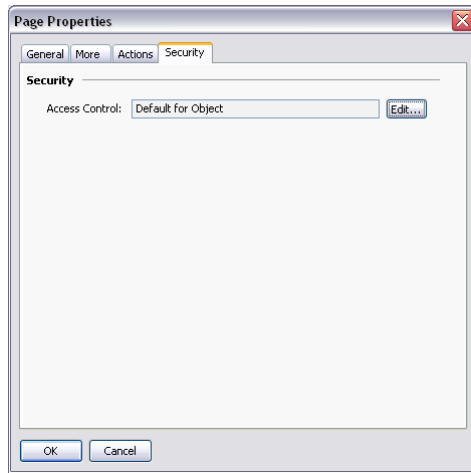 Page Properties
General More Actions Security
Security
Access Control: Default for Object Edit...
OK Cancel